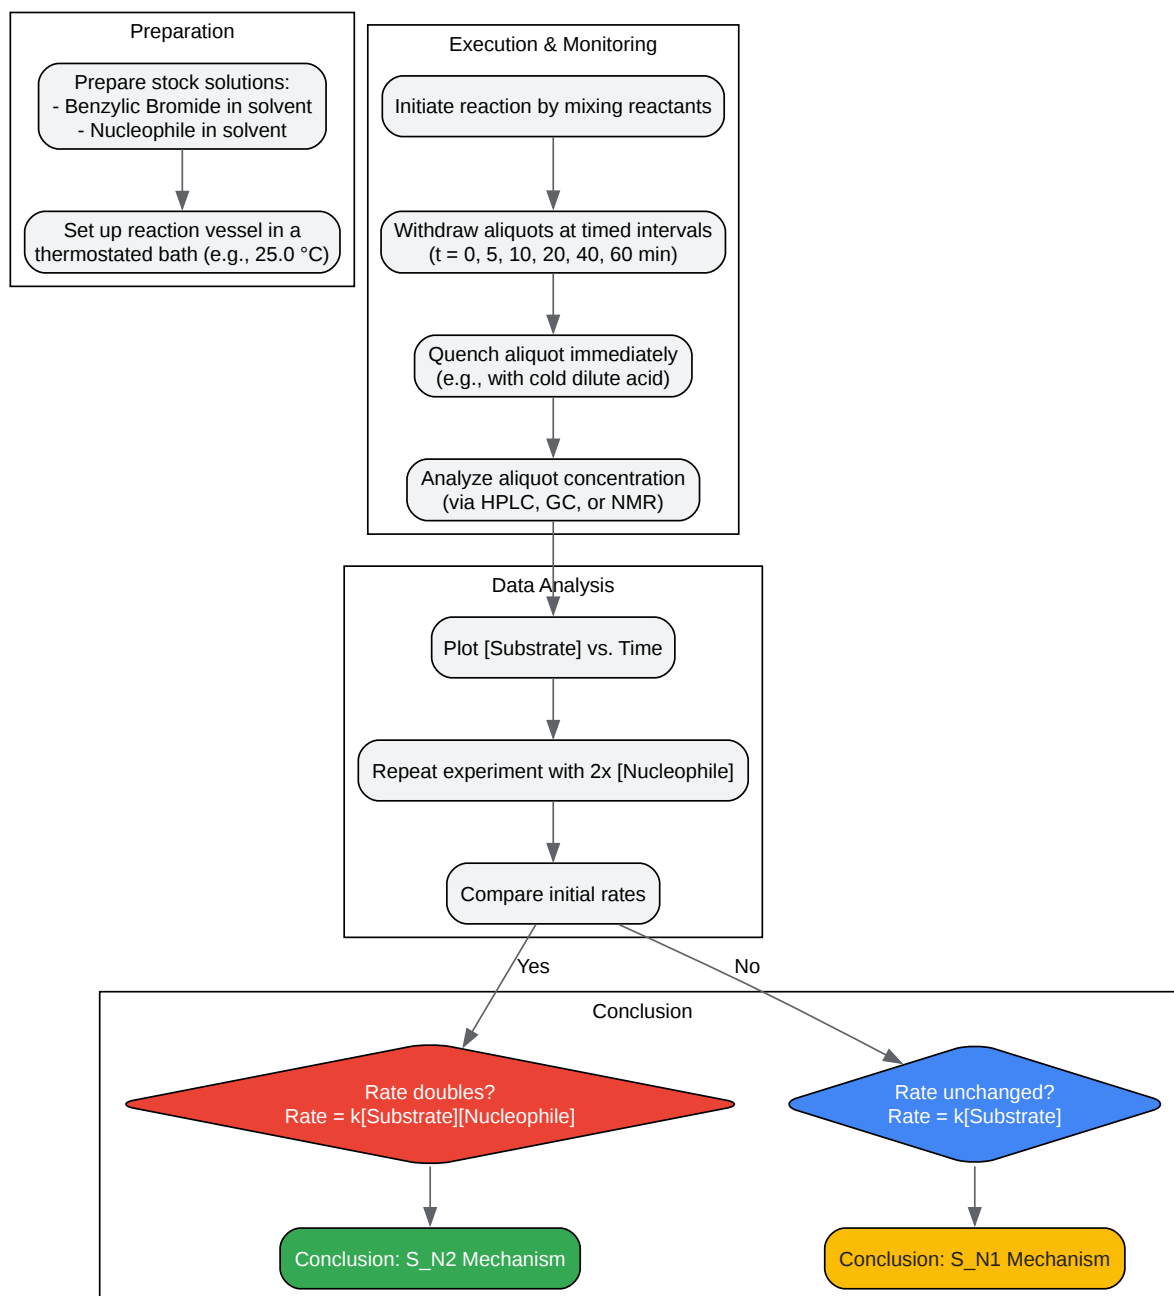 Preparation
Prepare stock solutions:
- Benzylic Bromide in solvent
- Nucleophile in solvent
Set up reaction vessel in a
thermostated bath (e.g., 25.0 °C)
Execution & Monitoring
Initiate reaction by mixing reactants
Withdraw aliquots at timed intervals
(t = 0, 5, 10, 20, 40, 60 min)
Quench aliquot immediately
(e.g., with cold dilute acid)
Analyze aliquot concentration
(via HPLC, GC, or NMR)
Data Analysis
Plot [Substrate] vs. Time
Repeat experiment with 2x [Nucleophile]
Compare initial rates
Yes
No
Conclusion
Rate doubles?
Rate = k[Substrate][Nucleophile]
Rate unchanged?
Rate = k[Substrate]
Conclusion: S_N2 Mechanism
Conclusion: S_N1 Mechanism